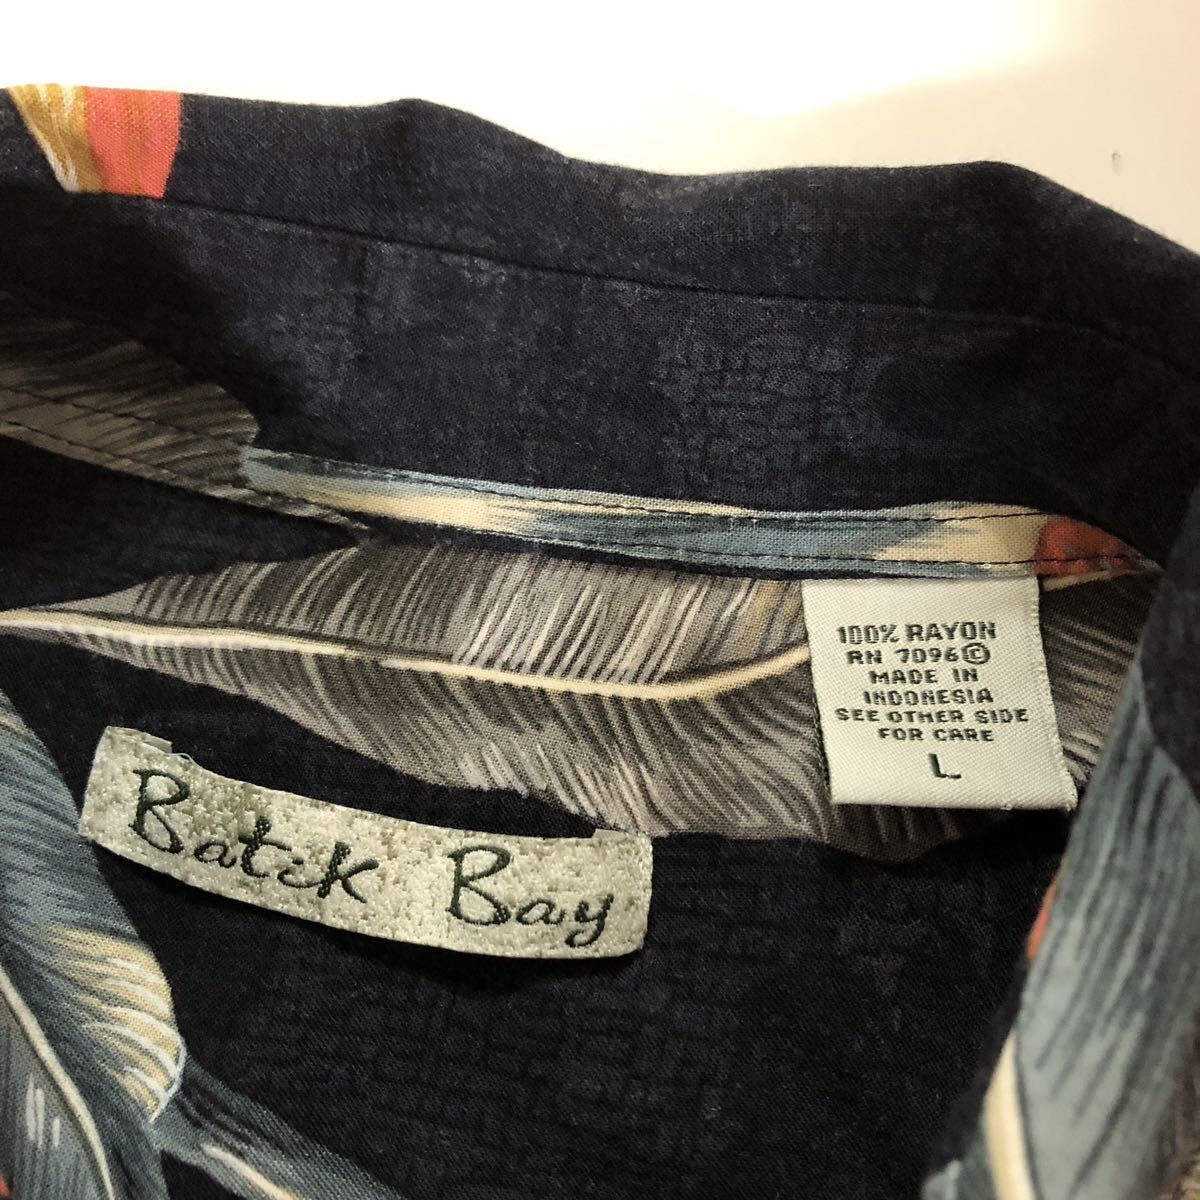 100% RAYON
RN 7096©
MADE IN
INDONESIA
SEE OTHER SIDE
FOR CARE
L
Batik Bay